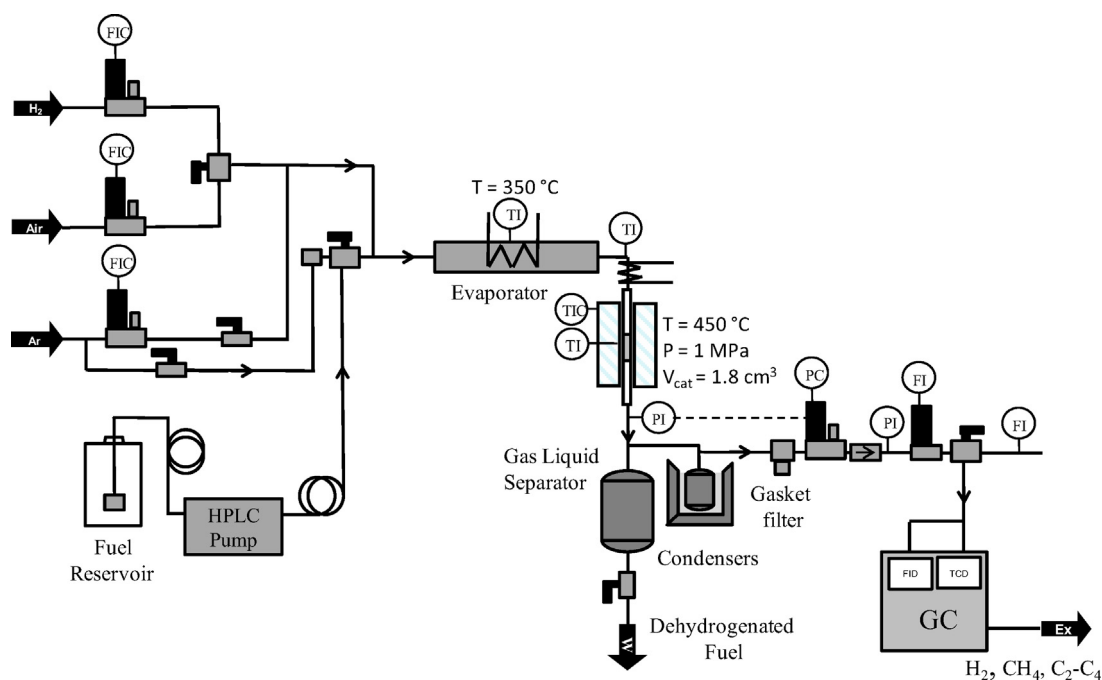 FIC
H₂
FIC
Air
FIC
Ar
T = 350 °C
TI
TI
Evaporator
TIC
TI
T = 450 °C
P = 1 MPa
Vcat = 1.8 cm³
PI
PC
PI
FI
FI
Gas Liquid
Separator
Gasket
filter
Condensers
HPLC
Pump
Fuel
Reservoir
FID
TCD
GC
W
Dehydrogenated
Fuel
Ex
H₂, CH₄, C₂-C₄